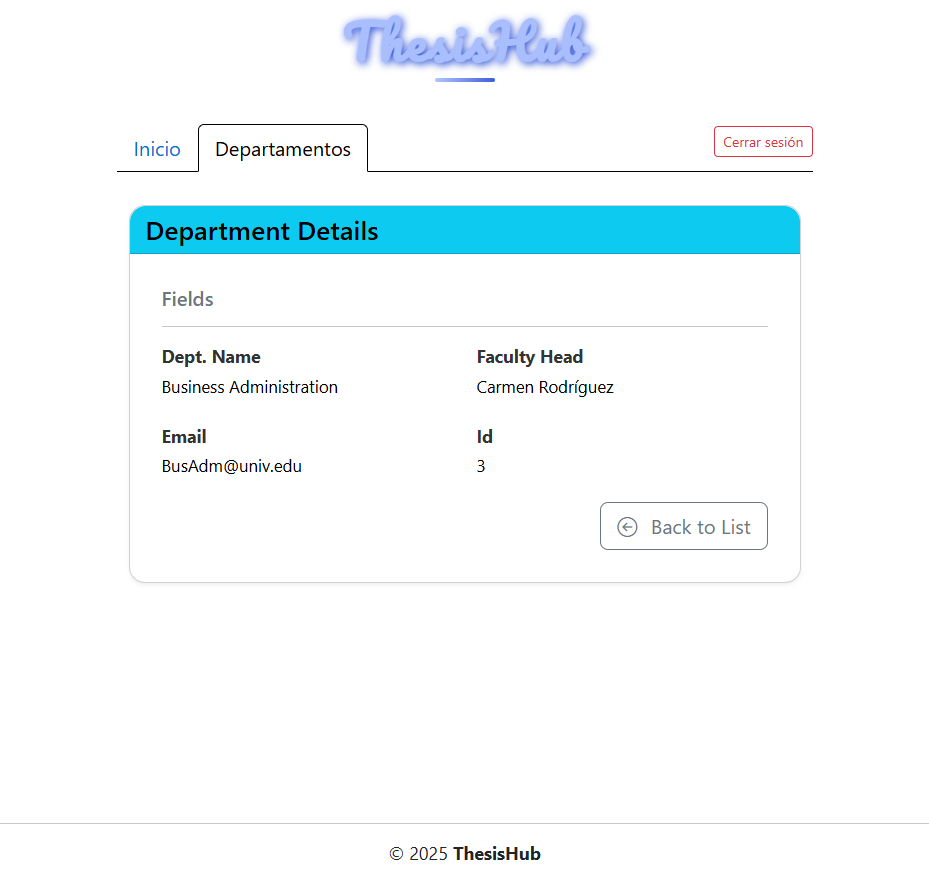 ThesisHub
Inicio
Departamentos
Cerrar sesión
Department Details
Fields
Dept. Name
Faculty Head
Business Administration
Carmen Rodríguez
Email
Id
BusAdm@univ.edu
3
Back to List
© 2025 ThesisHub